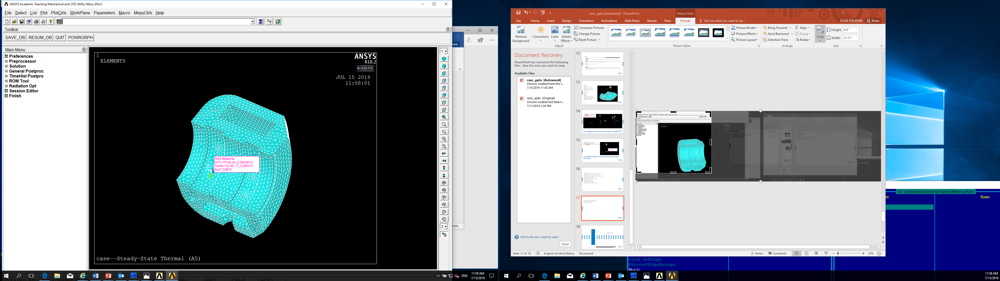 ANSYS Academic Teaching Mechanical and CFD Utility Menu (file1)
File Select List Plot PlotCtrls WorkPlane Parameters Macro MenuCtrls Help
Toolbar
SAVE_DB RESUM_DB QUIT POWRGRPH
Main Menu
Preferences
Preprocessor
Solution
General Postproc
TimeHist Postpro
ROM Tool
Radiation Opt
Session Editor
Finish
1
ELEMENTS
ANSYS
R18.2
Academic
JUL 15 2019
11:58:01
Red-Magenta
HTC=70.00,(H_CZ80387))
Tsink=122.45, (T_CZ8037)
Surf: CZ870
case--Steady-State Thermal (A5)
1
3
are
100%
case_.pptx [Autosaved] - PowerPoint
Picture Tools
File Home Insert Design Transitions Animations Slide Show Review View Format Tell me what you want to do...
OLGA VOLKOVA Share
Remove Background
Corrections
Color
Artistic Effects
Compress Pictures
Change Picture
Reset Picture
Adjust
Picture Styles
Picture Border
Picture Effects
Picture Layout
Bring Forward
Send Backward
Selection Pane
Align
Group
Rotate
Arrange
Crop
Height: 9.9"
Width: 12.11"
Size
Document Recovery
PowerPoint has recovered the following
files. Save the ones you wish to keep.
Available Files
case_.pptx [Autosaved]
Version created from the l...
7/15/2019 11:43 AM
case_.pptx [Original]
Version created last time t...
7/11/2019 2:39 PM
Which file do I want to save?
Close
12
13
14
15
16
17
18
ELEMENTS
Slide 17 of 18 English (United States) Recovered
Notes Comments 25%
D:\volkova\Annotations\Makrushin
me Name
Local Settings
MicrosoftEdgeBackups
Music
ENG
11:58 AM
7/15/2019
11:58 AM
7/15/2019